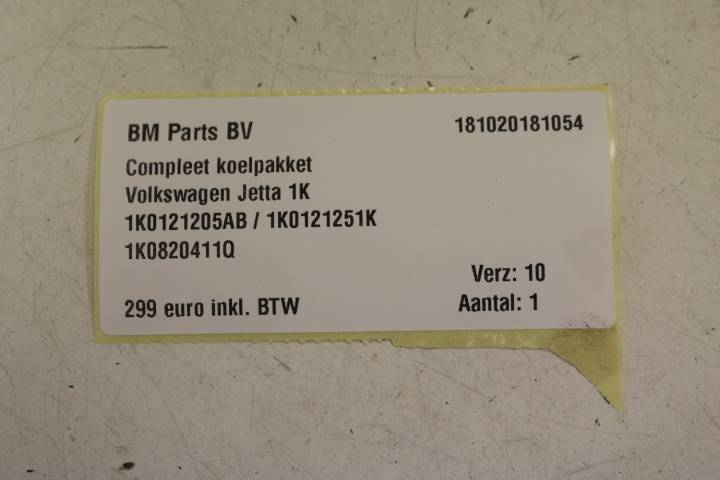 BM Parts BV 181020181054
Compleet koelpakket
Volkswagen Jetta 1K
1K0121205AB / 1K0121251K
1K0820411Q
Verz: 10
299 euro inkl. BTW Aantal: 1